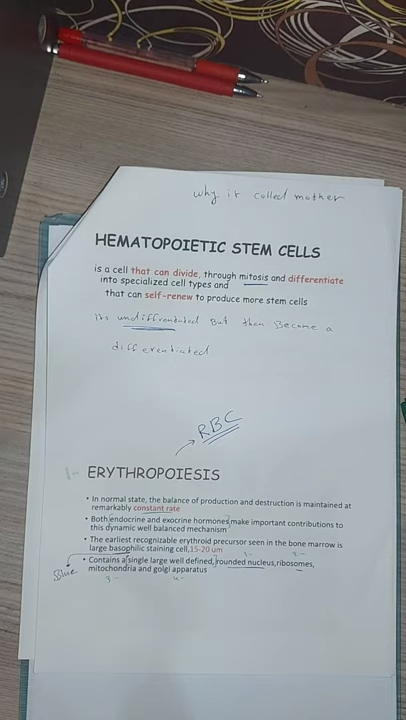 why it called mother
HEMATOPOIETIC STEM CELLS
is a cell that can divide, through mitosis and differentiate
into specialized cell types and
that can self-renew to produce more stem cells
its undiffrentated But then Become a
differentiated
RBC
1- ERYTHROPOIESIS
• In normal state, the balance of production and destruction is maintained at
remarkably constant rate
• Both endocrine and exocrine hormones make important contributions to
this dynamic well balanced mechanism
• The earliest recognizable erythroid precursor seen in the bone marrow is
large basophilic staining cell,15-20 um
1- 2-
• Contains a single large well defined, rounded nucleus,ribosomes,
Blue mitochondria and golgi apparatus
3- 4-